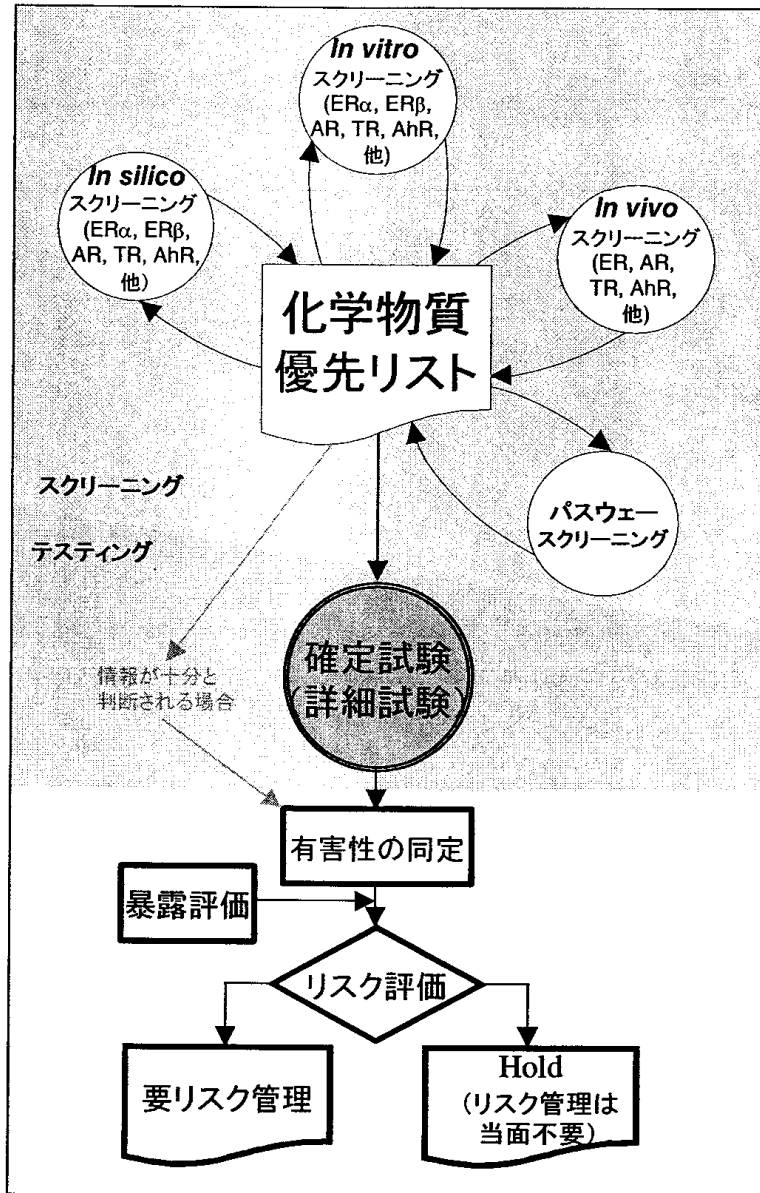 In vitro
スクリーニング
(ERα, ERβ,
AR, TR, AhR,
他)
In silico
スクリーニング
(ERα, ERβ,
AR, TR, AhR,
他)
In vivo
スクリーニング
(ER, AR,
TR, AhR,
他)
化学物質
優先リスト
スクリーニング
テスティング
パスウェー
スクリーニング
情報が十分と
判断される場合
確定試験
(詳細試験)
有害性の同定
暴露評価
リスク評価
要リスク管理
Hold
(リスク管理は
当面不要)